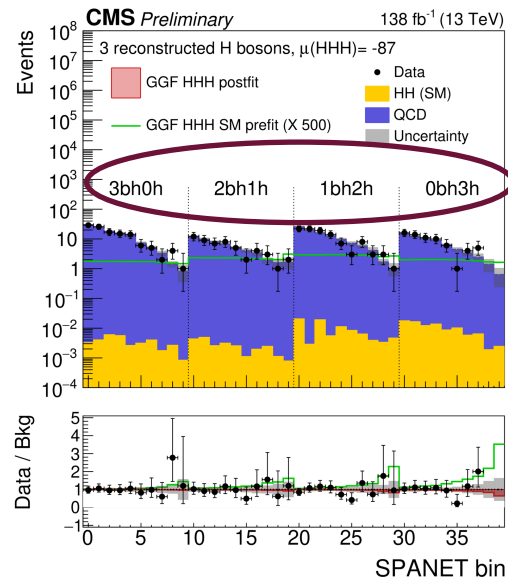 CMS Preliminary 138 fb⁻¹ (13 TeV)
3 reconstructed H bosons, μ(HHH)= -87
GGF HHH postfit
GGF HHH SM prefit (X 500)
Data
HH (SM)
QCD
Uncertainty
3bh0h 2bh1h 1bh2h 0bh3h
Events
10⁸
10⁷
10⁶
10⁵
10⁴
10³
10²
10
1
10⁻¹
10⁻²
10⁻³
10⁻⁴
Data / Bkg
5
4
3
2
1
0
−1
0 5 10 15 20 25 30 35
SPANET bin